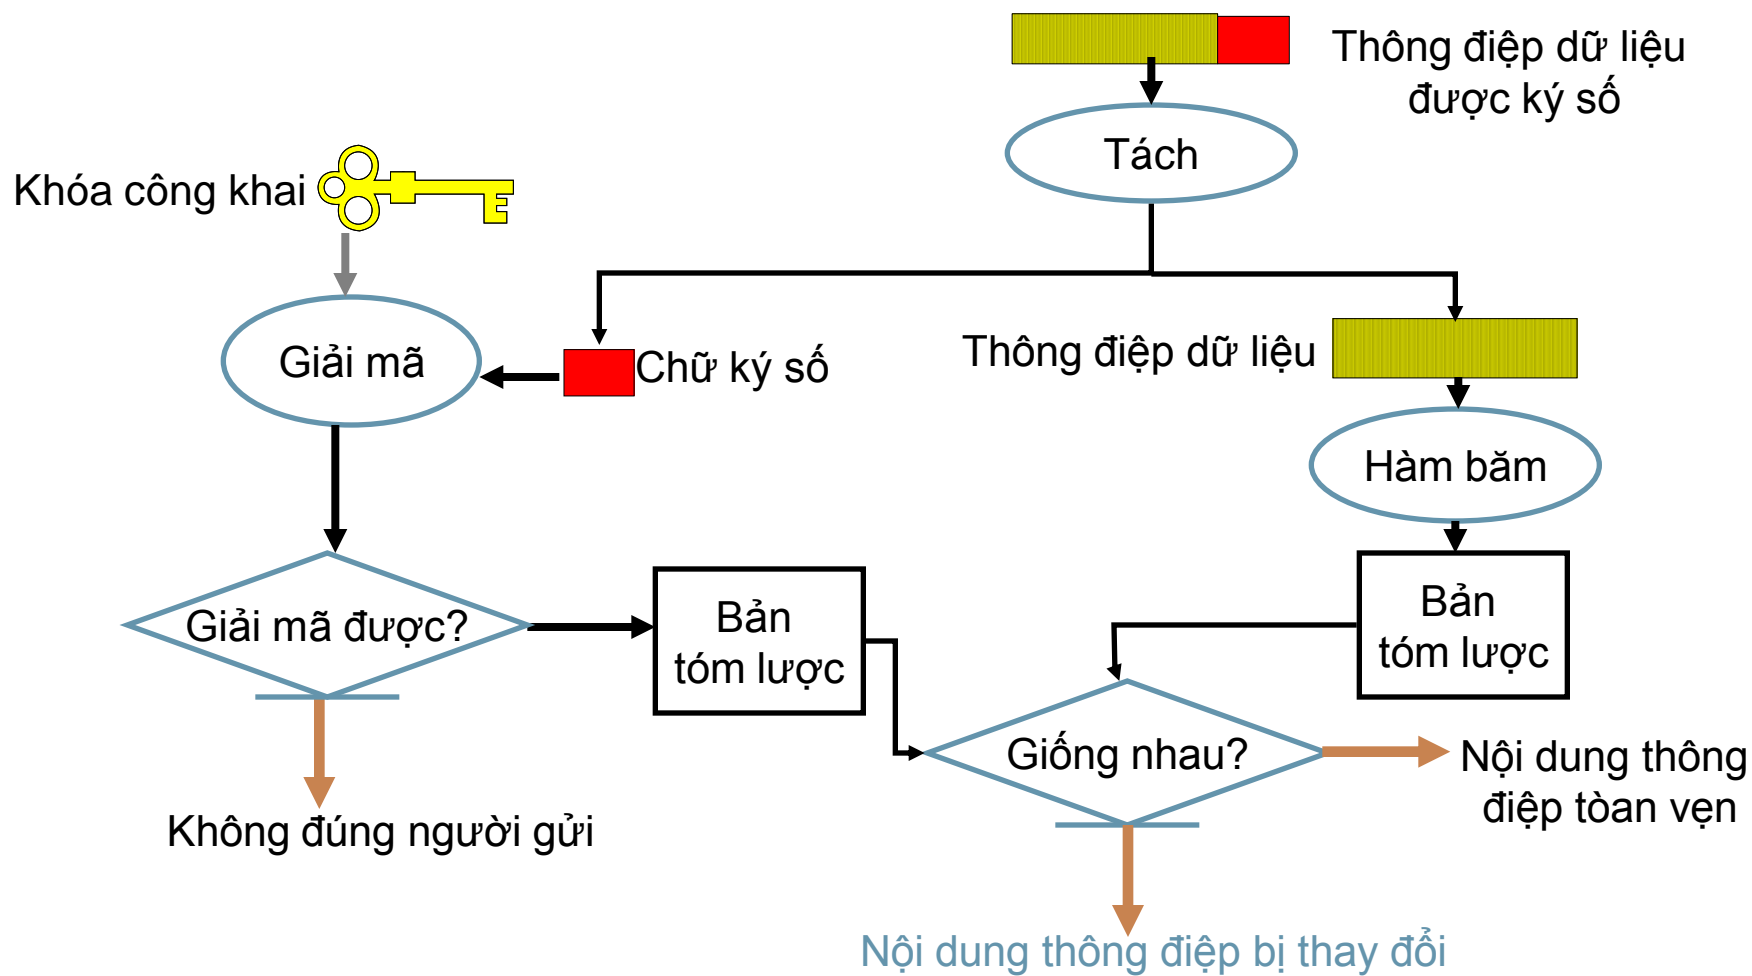 Thông điệp dữ liệu
được ký số
Tách
Khóa công khai
Giải mã
Chữ ký số
Thông điệp dữ liệu
Hàm băm
Giải mã được?
Bản
tóm lược
Bản
tóm lược
Giống nhau?
Nội dung thông
điệp tòan vẹn
Không đúng người gửi
Nội dung thông điệp bị thay đổi